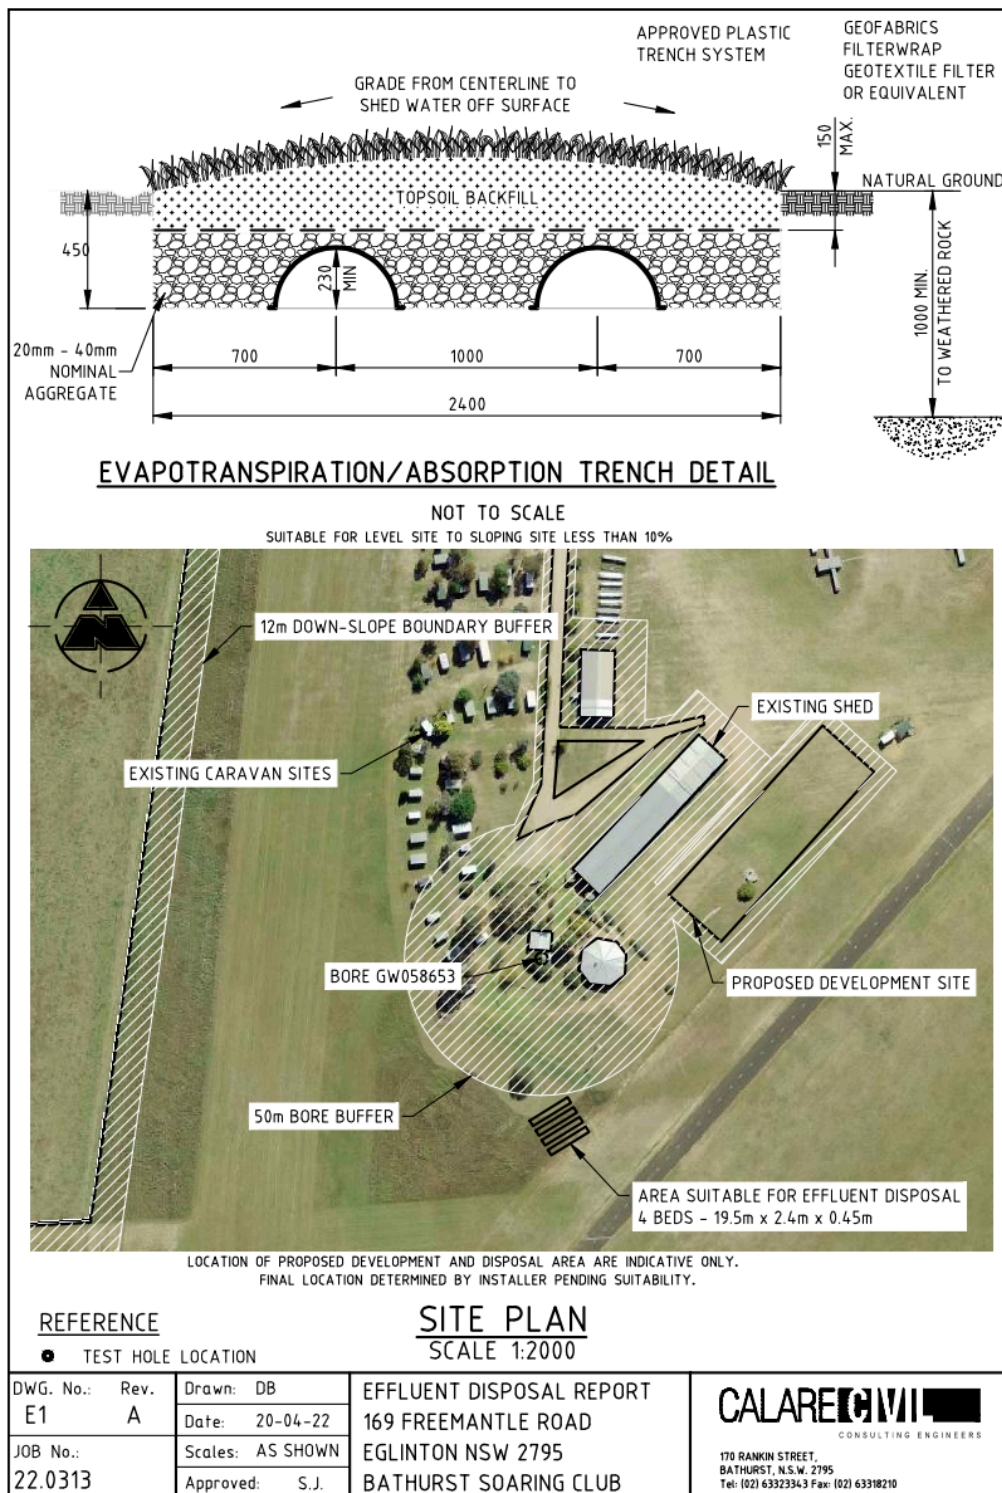 APPROVED PLASTIC
TRENCH SYSTEM
GEOFABRICS
FILTERWRAP
GEOTEXTILE FILTER
OR EQUIVALENT
GRADE FROM CENTERLINE TO
SHED WATER OFF SURFACE
150
MAX.
NATURAL GROUND
TOPSOIL BACKFILL
450
230
MIN
1000 MIN.
TO WEATHERED ROCK
20mm - 40mm
NOMINAL
AGGREGATE
700
1000
700
2400
EVAPOTRANSPIRATION/ABSORPTION TRENCH DETAIL
NOT TO SCALE
SUITABLE FOR LEVEL SITE TO SLOPING SITE LESS THAN 10%
N
12m DOWN-SLOPE BOUNDARY BUFFER
EXISTING SHED
EXISTING CARAVAN SITES
BORE GW058653
PROPOSED DEVELOPMENT SITE
50m BORE BUFFER
AREA SUITABLE FOR EFFLUENT DISPOSAL
4 BEDS - 19.5m x 2.4m x 0.45m
LOCATION OF PROPOSED DEVELOPMENT AND DISPOSAL AREA ARE INDICATIVE ONLY.
FINAL LOCATION DETERMINED BY INSTALLER PENDING SUITABILITY.
SITE PLAN
SCALE 1:2000
REFERENCE
TEST HOLE LOCATION
DWG. No.: Rev.
E1 A
JOB No.:
22.0313
Drawn: DB
Date: 20-04-22
Scales: AS SHOWN
Approved: S.J.
EFFLUENT DISPOSAL REPORT
169 FREEMANTLE ROAD
EGLINTON NSW 2795
BATHURST SOARING CLUB
CALARE CIVIL
CONSULTING ENGINEERS
170 RANKIN STREET,
BATHURST, N.S.W. 2795
Tel: (02) 63323343 Fax: (02) 63318210